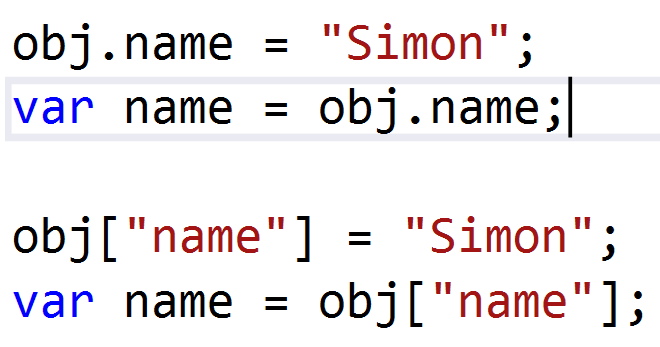 obj.name = "Simon";
var name = obj.name;
obj["name"] = "Simon";
var name = obj["name"];